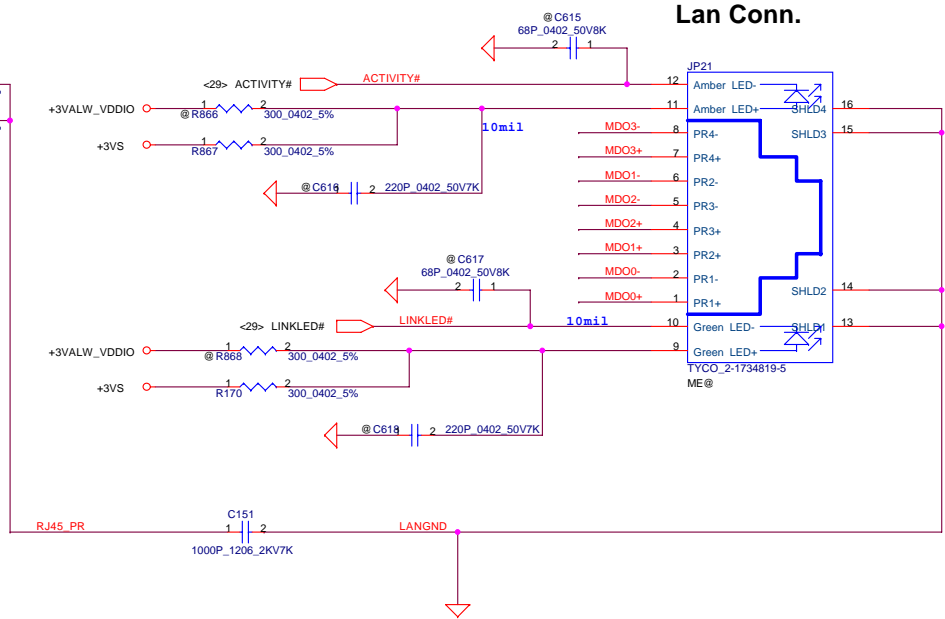 Lan Conn.
@ C615
68P_0402_50V8K
2 1
JP21
<29> ACTIVITY#
ACTIVITY#
12 Amber LED-
+3VALW_VDDIO
1 2
@ R866
300_0402_5%
11 Amber LED+
SHLD4 16
10mil
MDO3- 8 PR4-
SHLD3 15
+3VS
1 2
R867
300_0402_5%
MDO3+ 7 PR4+
MDO1- 6 PR2-
@ C616 1 2 220P_0402_50V7K
MDO2- 5 PR3-
MDO2+ 4 PR3+
MDO1+ 3 PR2+
@ C617
68P_0402_50V8K
2 1
MDO0- 2 PR1-
SHLD2 14
MDO0+ 1 PR1+
<29> LINKLED#
LINKLED#
10mil
10 Green LED-
SHLD1 13
+3VALW_VDDIO
1 2
@ R868
300_0402_5%
9 Green LED+
TYCO_2-1734819-5
ME@
+3VS
1 2
R170
300_0402_5%
@ C618 1 2 220P_0402_50V7K
C151
RJ45_PR
1 2
LANGND
1000P_1206_2KV7K